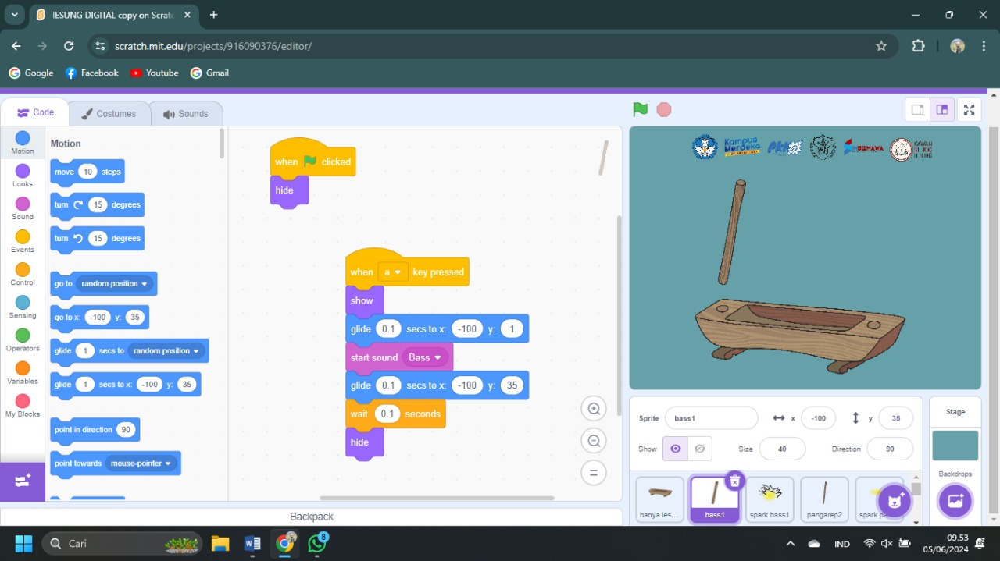 IESUNG DIGITAL copy on Scratc
scratch.mit.edu/projects/916090376/editor/
Google Facebook Youtube Gmail
Code Costumes Sounds
Motion
Looks
Sound
Events
Control
Sensing
Operators
Variables
My Blocks
Motion
move 10 steps
turn 15 degrees
turn 15 degrees
go to random position
go to x: -100 y: 35
glide 1 secs to random position
glide 1 secs to x: -100 y: 35
point in direction 90
point towards mouse-pointer
when clicked
hide
when a key pressed
show
glide 0.1 secs to x: -100 y: 1
start sound Bass
glide 0.1 secs to x: -100 y: 35
wait 0.1 seconds
hide
Backpack
Kampus
Merdeka
Sprite bass1 x -100 y 35
Show Size 40 Direction 90
hanya les... bass1 spark bass1 pangarep2
Stage
Backdrops
Cari
8
IND
09.53
05/06/2024